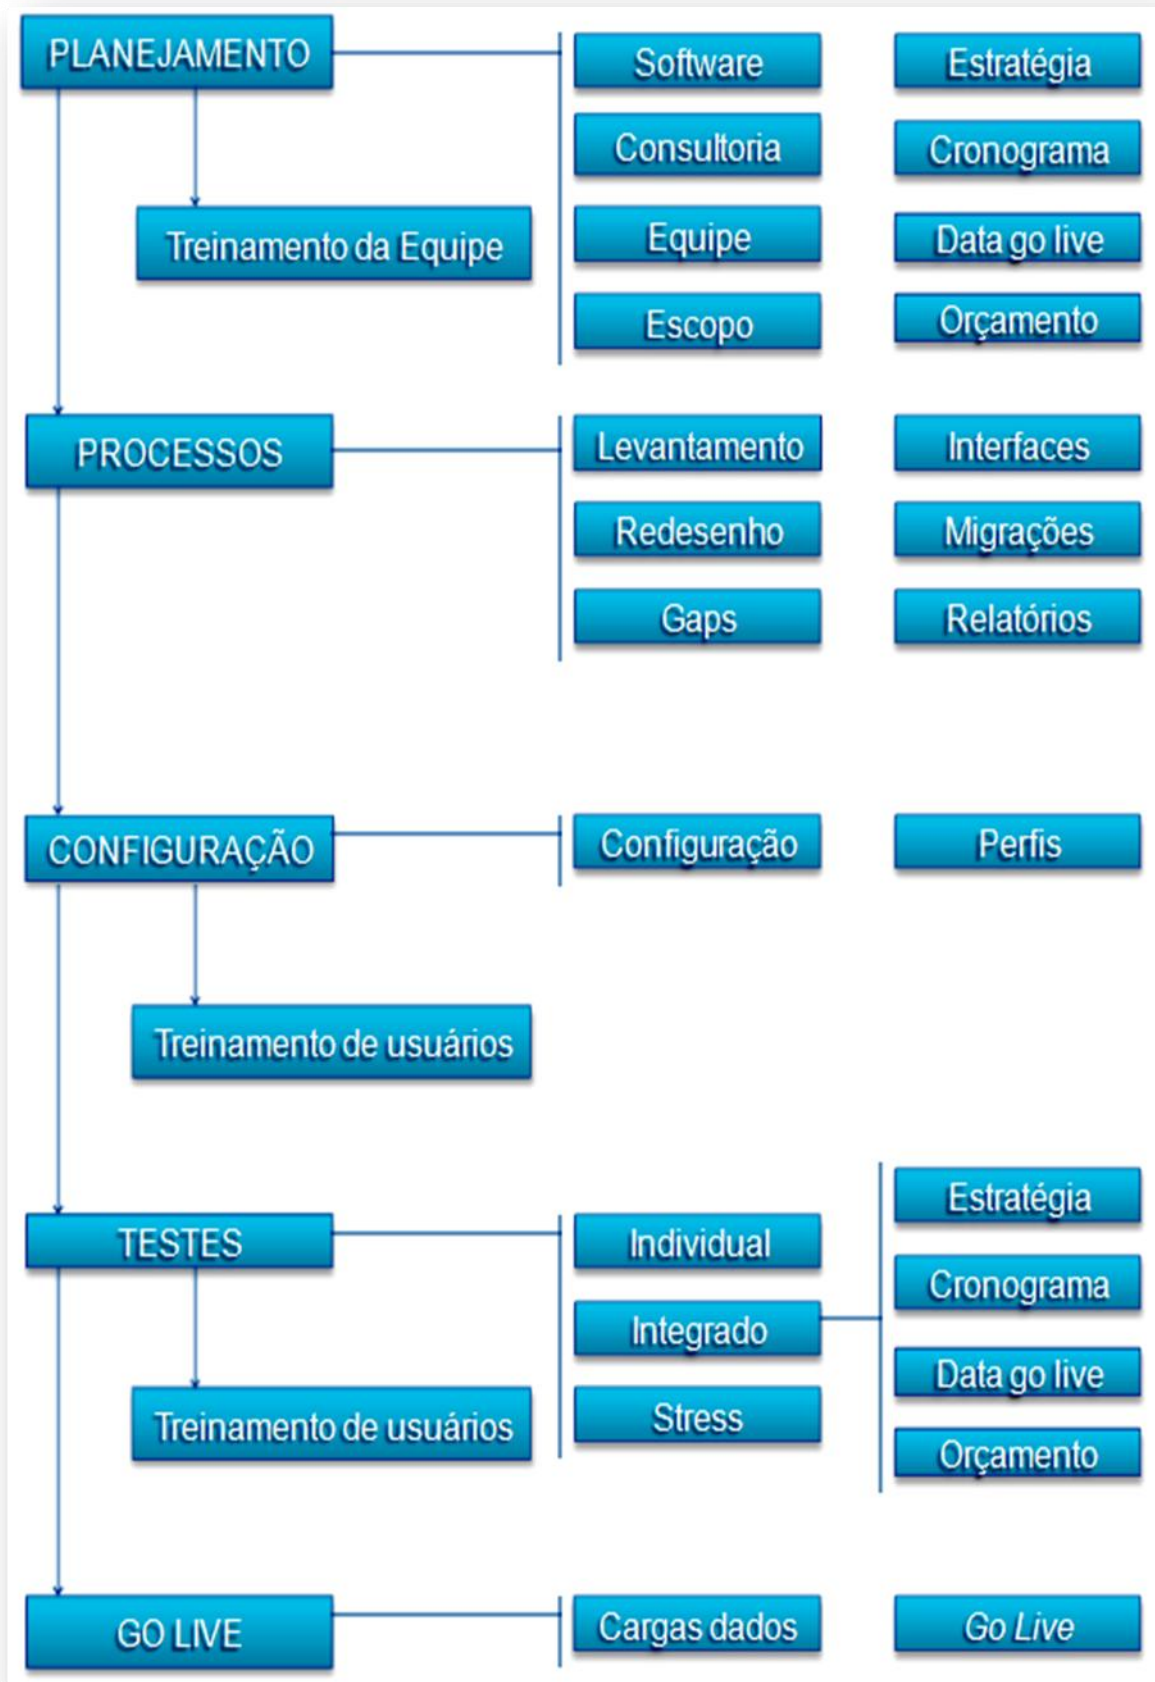 PLANEJAMENTO
Software
Estratégia
Consultoria
Cronograma
Treinamento da Equipe
Equipe
Data go live
Escopo
Orçamento
PROCESSOS
Levantamento
Interfaces
Redesenho
Migrações
Gaps
Relatórios
CONFIGURAÇÃO
Configuração
Perfis
Treinamento de usuários
TESTES
Individual
Integrado
Stress
Estratégia
Cronograma
Data go live
Orçamento
Treinamento de usuários
GO LIVE
Cargas dados
Go Live